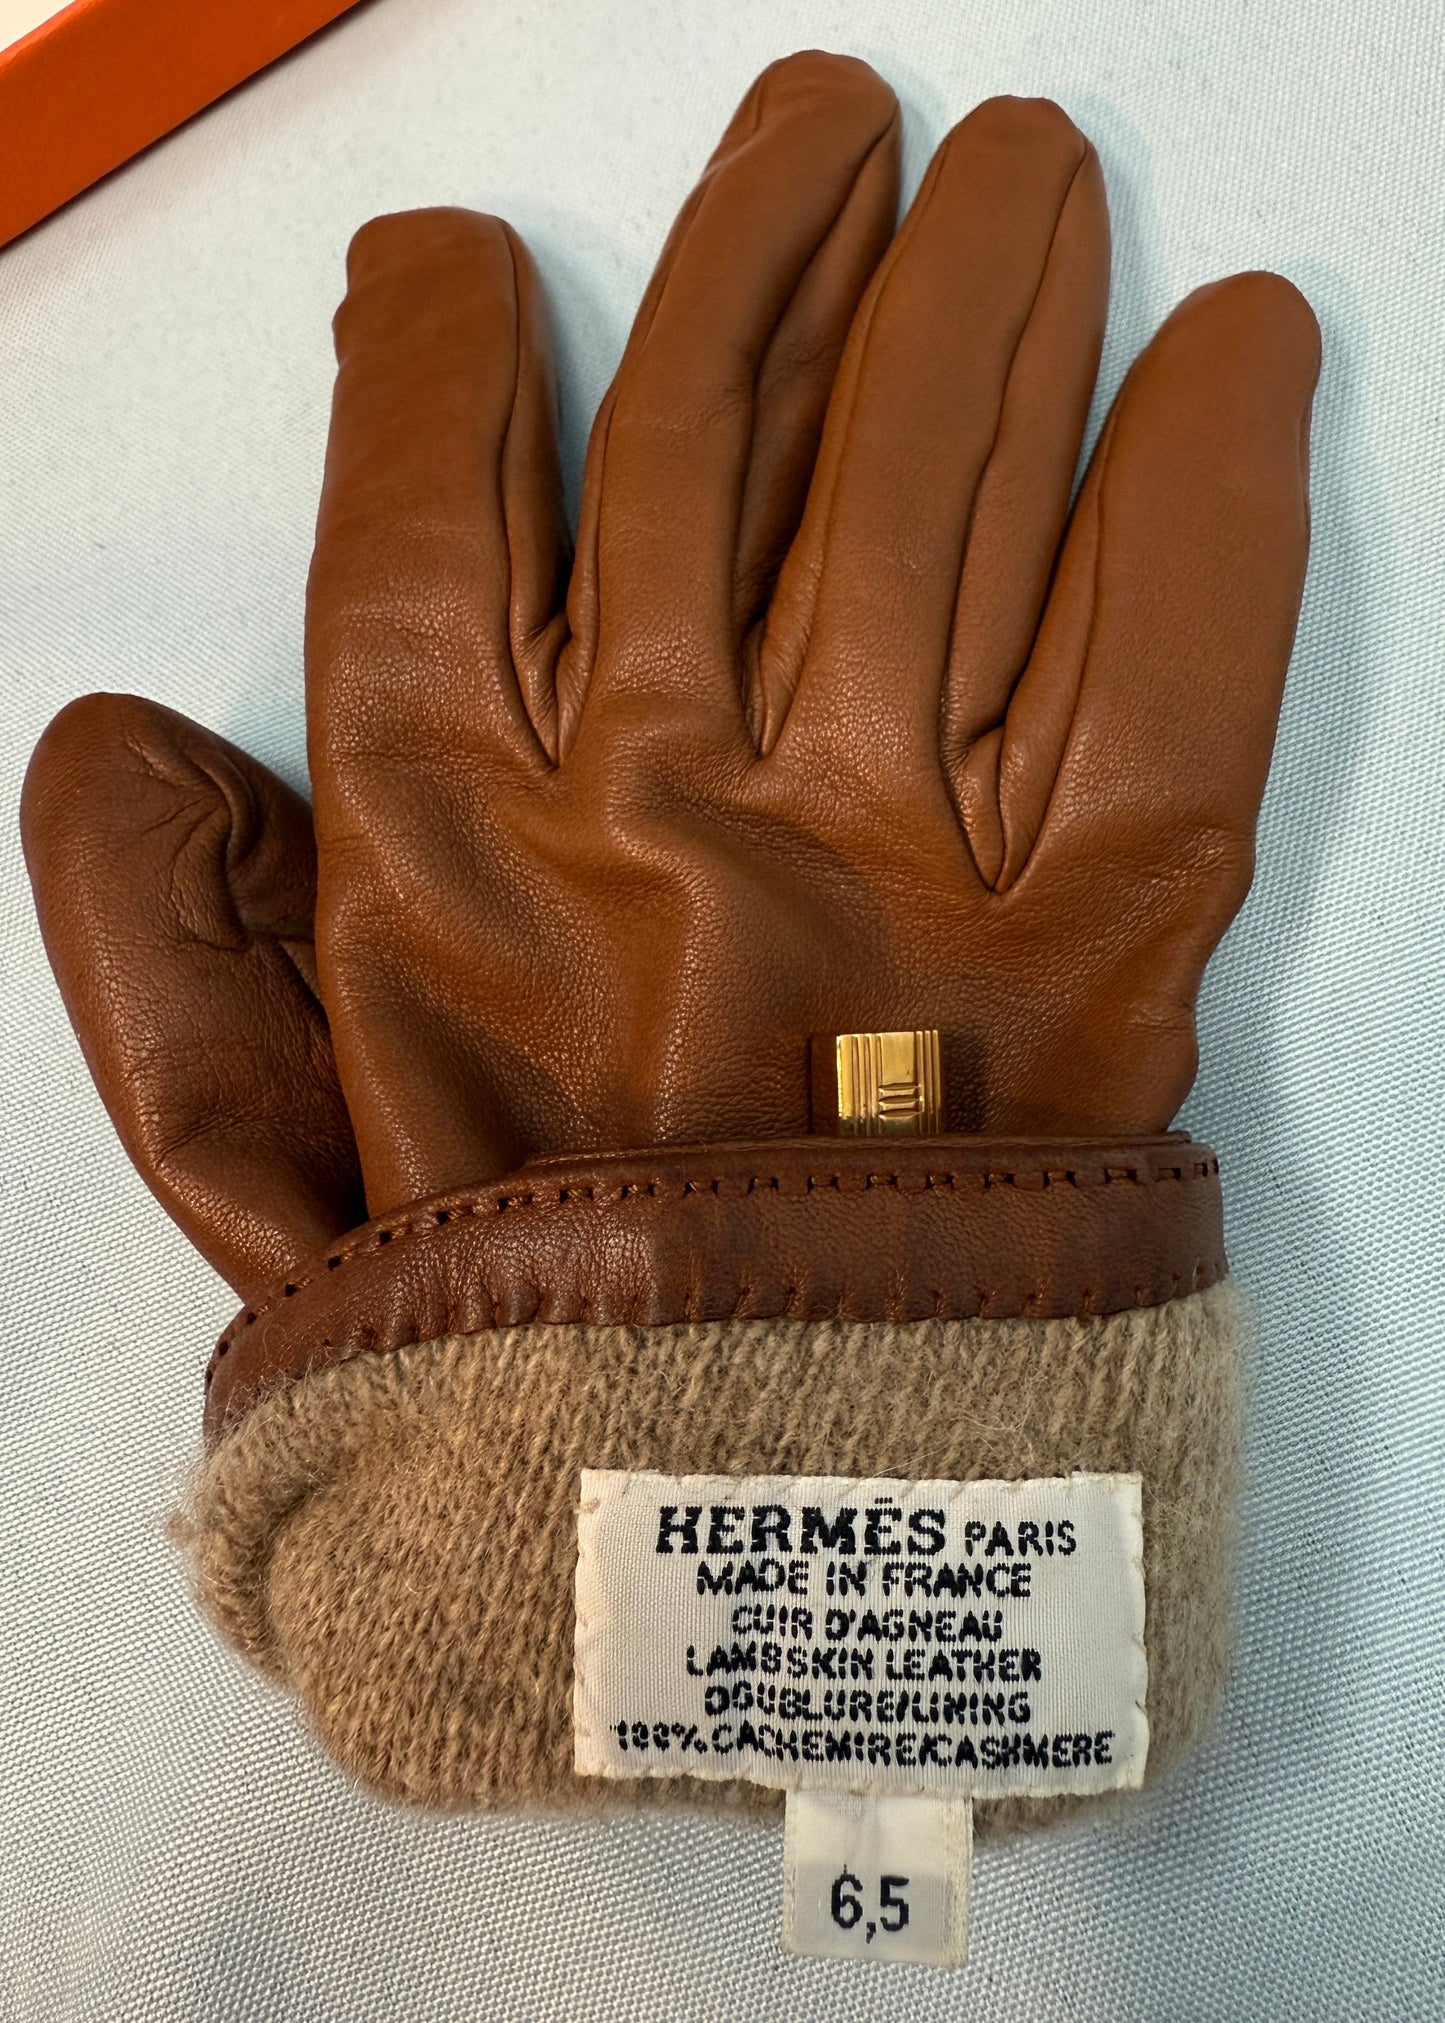 HERMÈS PARIS
MADE IN FRANCE
CUIR D'AGNEAU
LAMBSKIN LEATHER
DOUBLURE/LINING
100% CACHEMIRE/CASHMERE
6,5